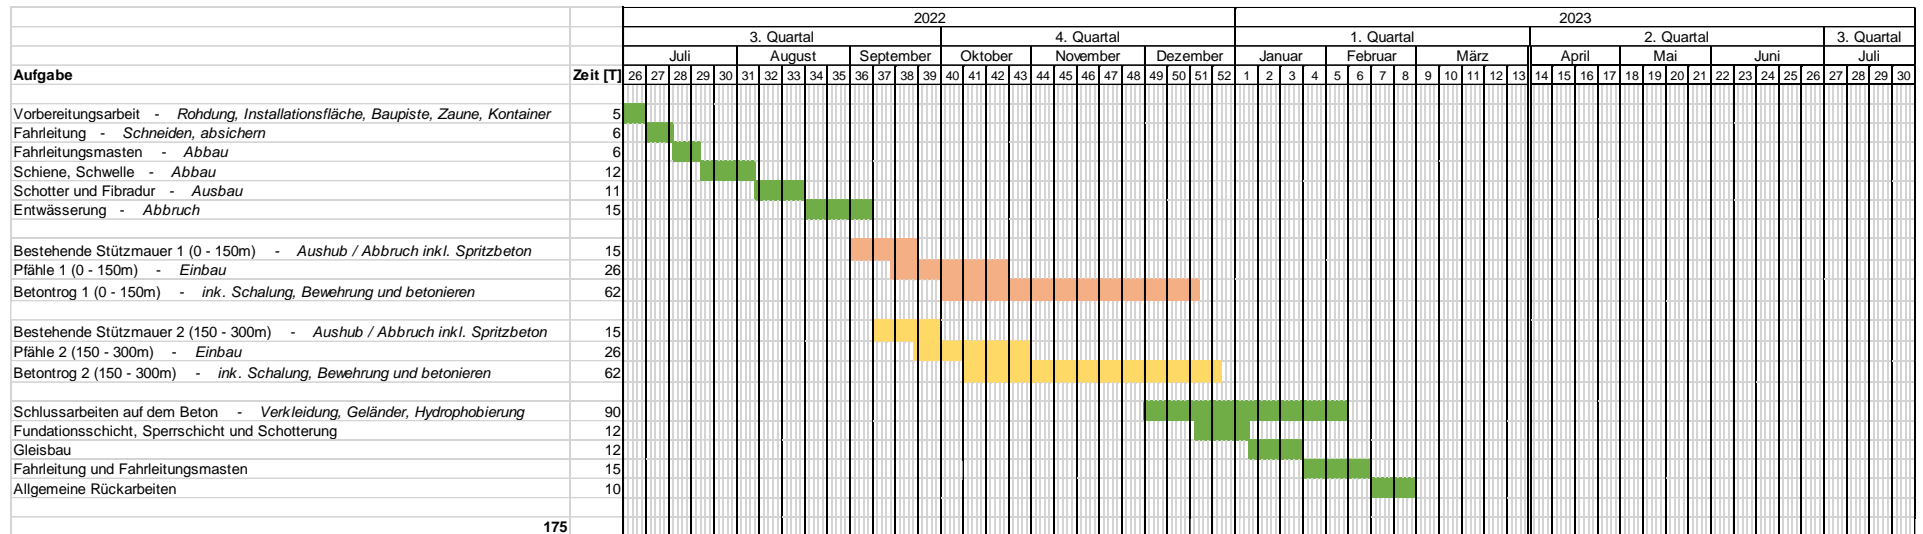 2022 2023
3. Quartal 4. Quartal 1. Quartal 2. Quartal 3. Quartal
Juli August September Oktober November Dezember Januar Februar März April Mai Juni Juli
Aufgabe Zeit [T] 26 27 28 29 30 31 32 33 34 35 36 37 38 39 40 41 42 43 44 45 46 47 48 49 50 51 52 1 2 3 4 5 6 7 8 9 10 11 12 13 14 15 16 17 18 19 20 21 22 23 24 25 26 27 28 29 30
Vorbereitungsarbeit - Rohdung, Installationsfläche, Baupiste, Zaune, Kontainer 5
Fahrleitung - Schneiden, absichern 6
Fahrleitungsmasten - Abbau 6
Schiene, Schwelle - Abbau 12
Schotter und Fibradur - Ausbau 11
Entwässerung - Abbruch 15
Bestehende Stützmauer 1 (0 - 150m) - Aushub / Abbruch inkl. Spritzbeton 15
Pfähle 1 (0 - 150m) - Einbau 26
Betontrog 1 (0 - 150m) - ink. Schalung, Bewehrung und betonieren 62
Bestehende Stützmauer 2 (150 - 300m) - Aushub / Abbruch inkl. Spritzbeton 15
Pfähle 2 (150 - 300m) - Einbau 26
Betontrog 2 (150 - 300m) - ink. Schalung, Bewehrung und betonieren 62
Schlussarbeiten auf dem Beton - Verkleidung, Geländer, Hydrophobierung 90
Fundationsschicht, Sperrschicht und Schotterung 12
Gleisbau 12
Fahrleitung und Fahrleitungsmasten 15
Allgemeine Rückarbeiten 10
175